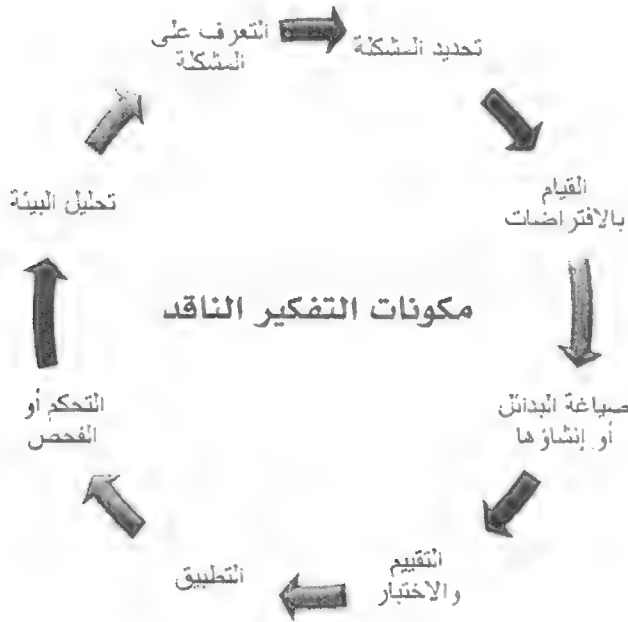 التعرف على
المشكلة
تحديد المشكلة
القيام
بالافتراضات
صياغة البدائل
أو إنشاؤها
التقييم
والاختبار
التطبيق
التحكم أو
الفحص
تحليل البيئة
مكونات التفكير الناقد